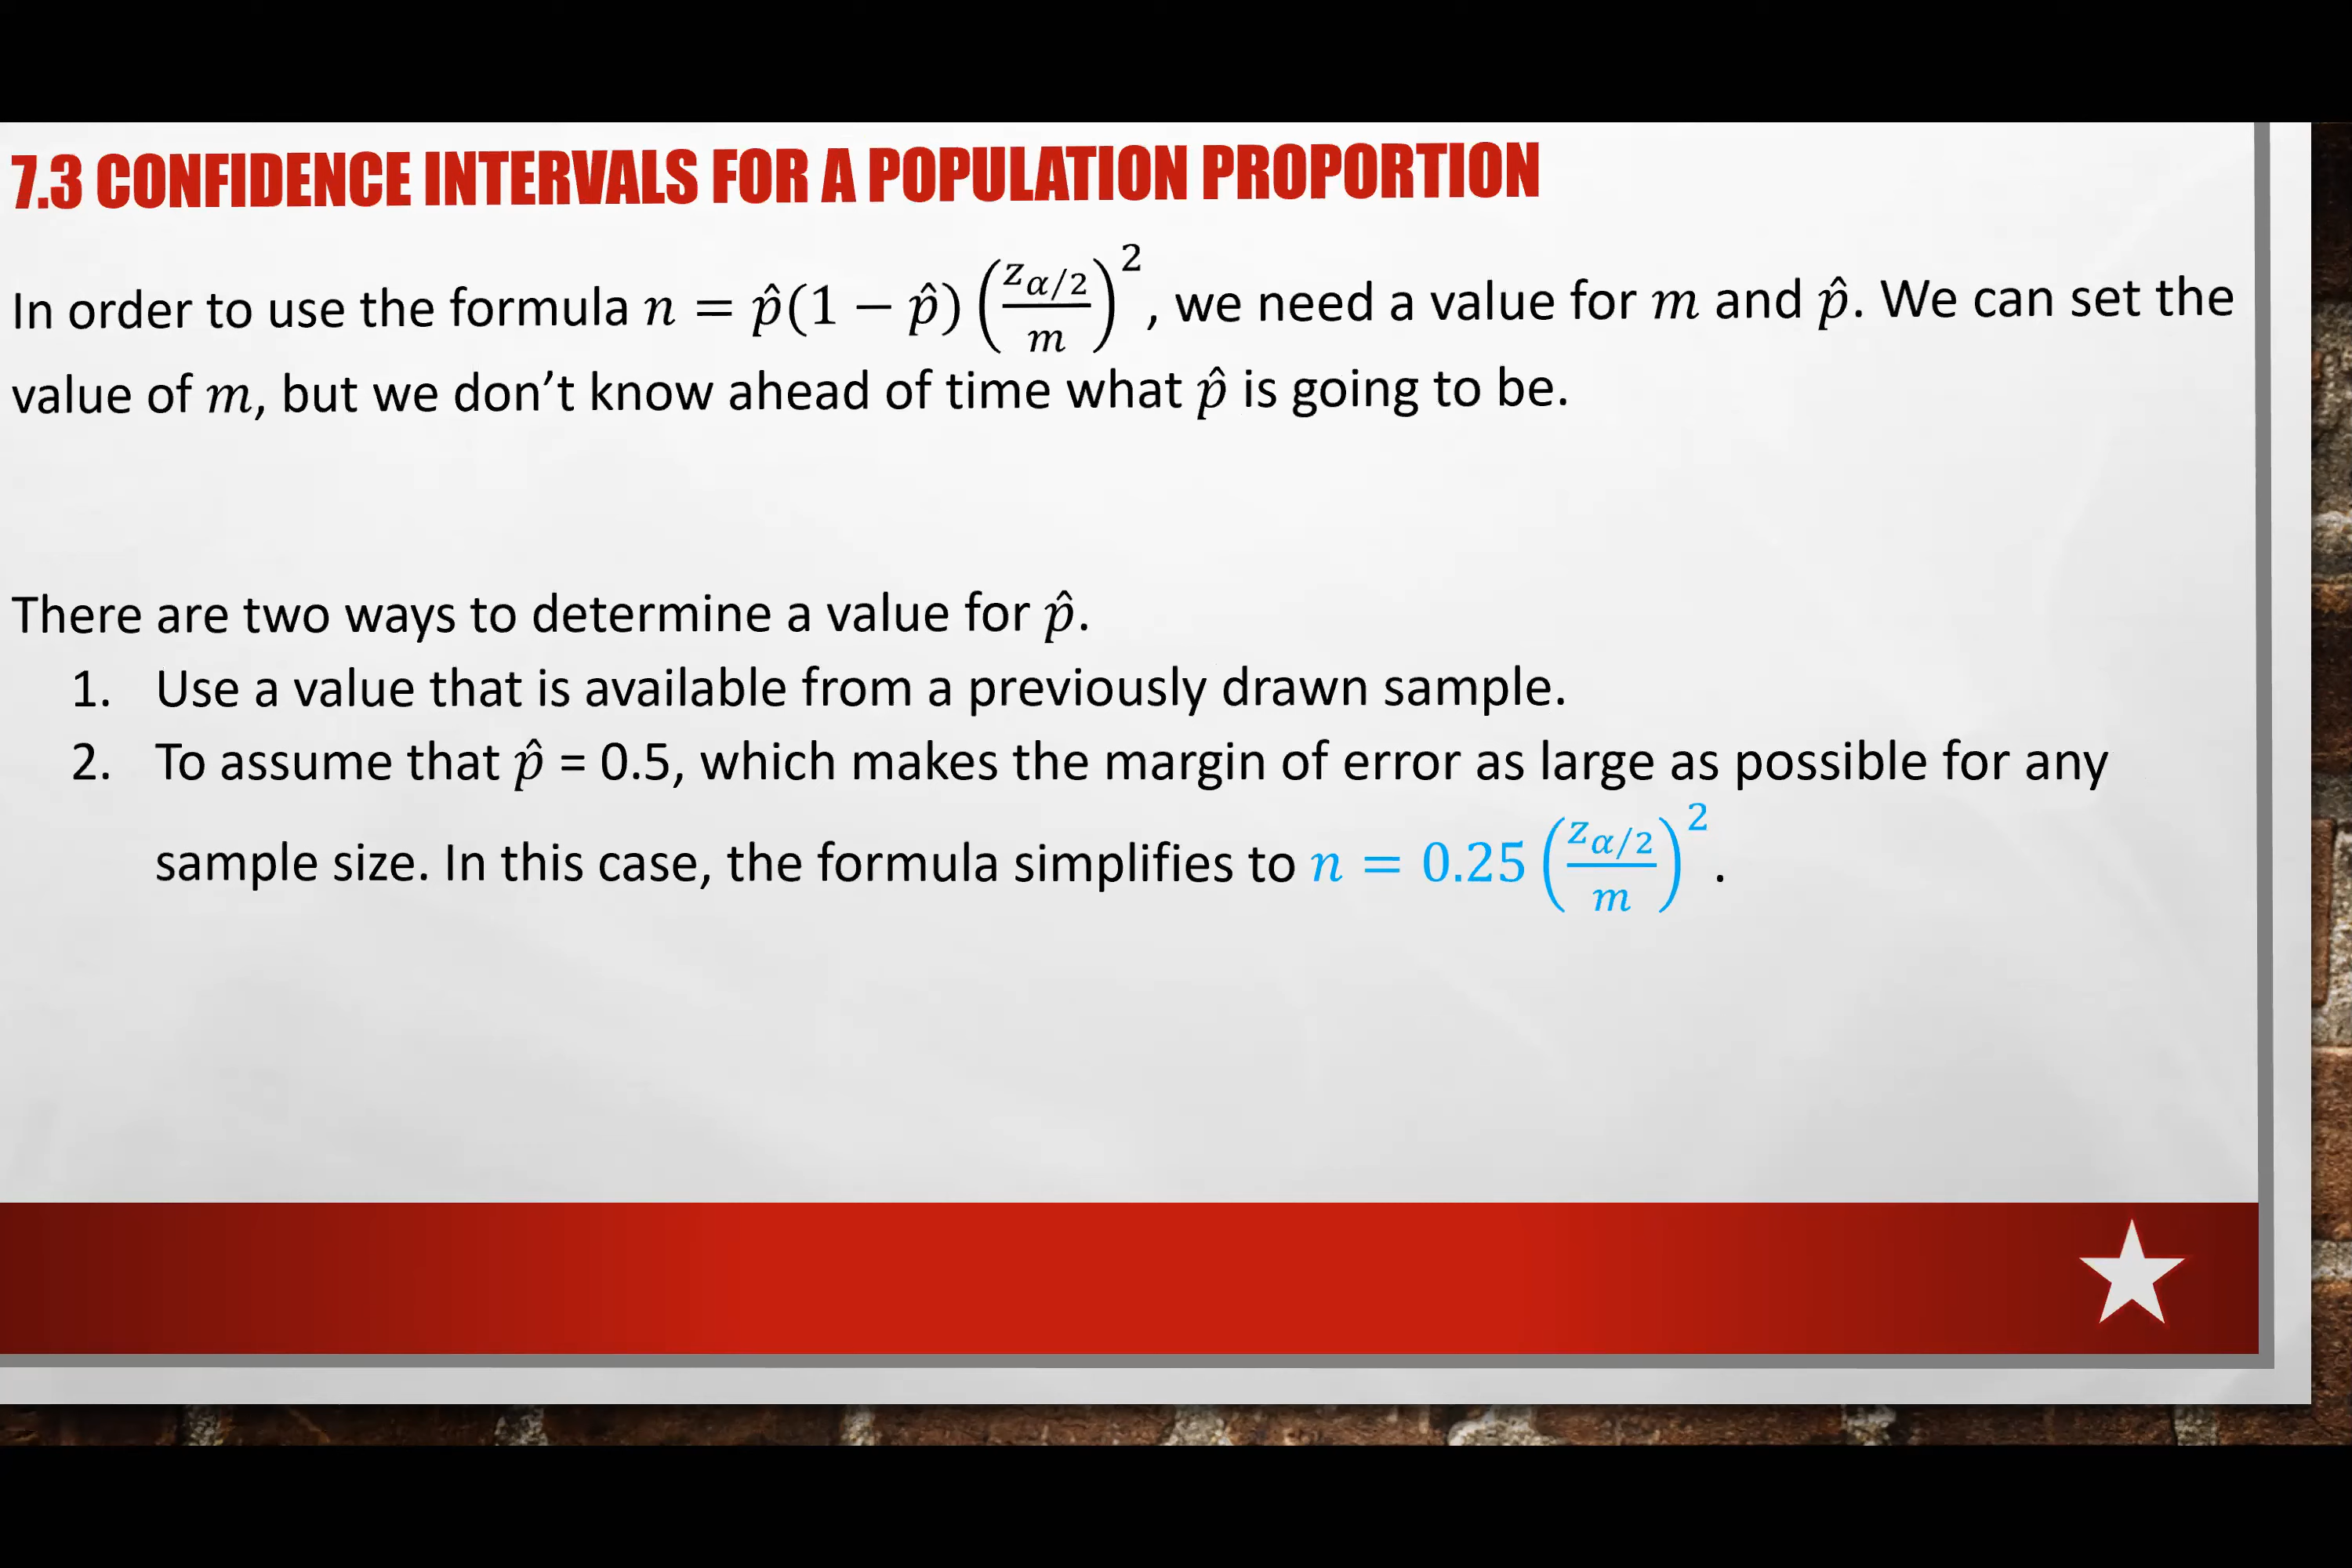 7.3 CONFIDENCE INTERVALS FOR A POPULATION PROPORTION
In order to use the formula n = p̂(1 − p̂) (z_{α/2}/m)², we need a value for m and p̂. We can set the
value of m, but we don’t know ahead of time what p̂ is going to be.
There are two ways to determine a value for p̂.
1. Use a value that is available from a previously drawn sample.
2. To assume that p̂ = 0.5, which makes the margin of error as large as possible for any
sample size. In this case, the formula simplifies to n = 0.25 (z_{α/2}/m)².